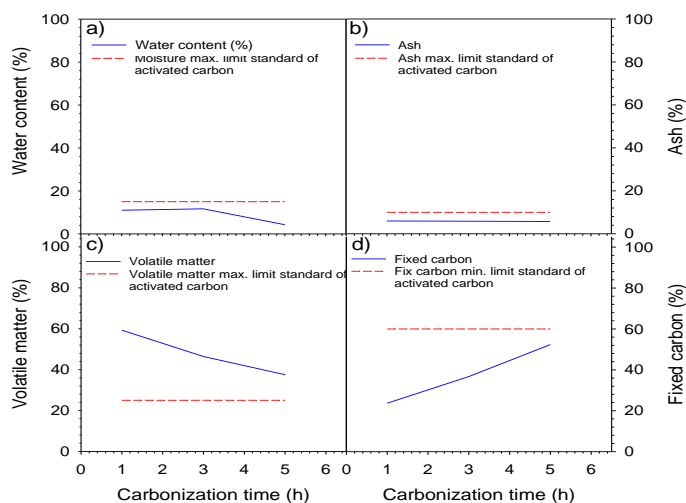 a)
Water content (%)
Moisture max. limit standard of
activated carbon
b)
Ash
Ash max. limit standard of
activated carbon
Water content (%)
100
80
60
40
20
0
100
80
60
40
20
0
Ash (%)
c)
Volatile matter
Volatile matter max. limit standard of
activated carbon
d)
Fixed carbon
Fix carbon min. limit standard of
activated carbon
Volatile matter (%)
100
80
60
40
20
0
100
80
60
40
20
0
Fixed carbon (%)
0 1 2 3 4 5 6
0 1 2 3 4 5 6
Carbonization time (h)
Carbonization time (h)